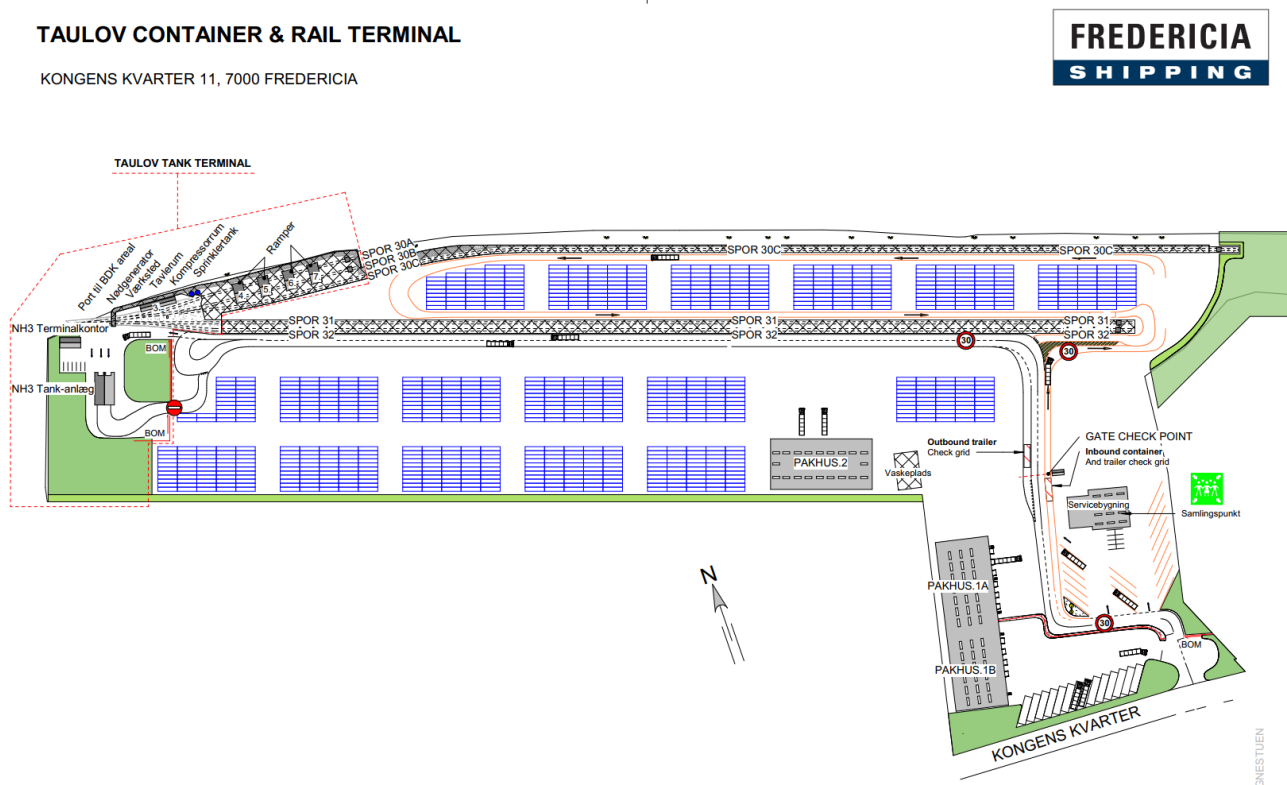 TAULOV CONTAINER & RAIL TERMINAL
KONGENS KVARTER 11, 7000 FREDERICIA
FREDERICIA
SHIPPING
TAULOV TANK TERMINAL
Port til BDK areal
Nødgenerator
Værksted
Tavlerum
Kompressorrum
Sprinklertank
Ramper
SPOR 30A
SPOR 30B
SPOR 30C
SPOR 30C
SPOR 30C
4.
5.
6.
7.
NH3 Terminalkontor
SPOR 31
SPOR 32
SPOR 31
SPOR 32
SPOR 31
SPOR 32
30
30
BOM
NH3 Tank-anlæg
BOM
PAKHUS.2
Vaskeplads
Outbound trailer
Check grid
GATE CHECK POINT
Inbound container
And trailer check grid
Servicebygning
Samlingspunkt
N
PAKHUS.1A
PAKHUS.1B
30
BOM
KONGENS KVARTER